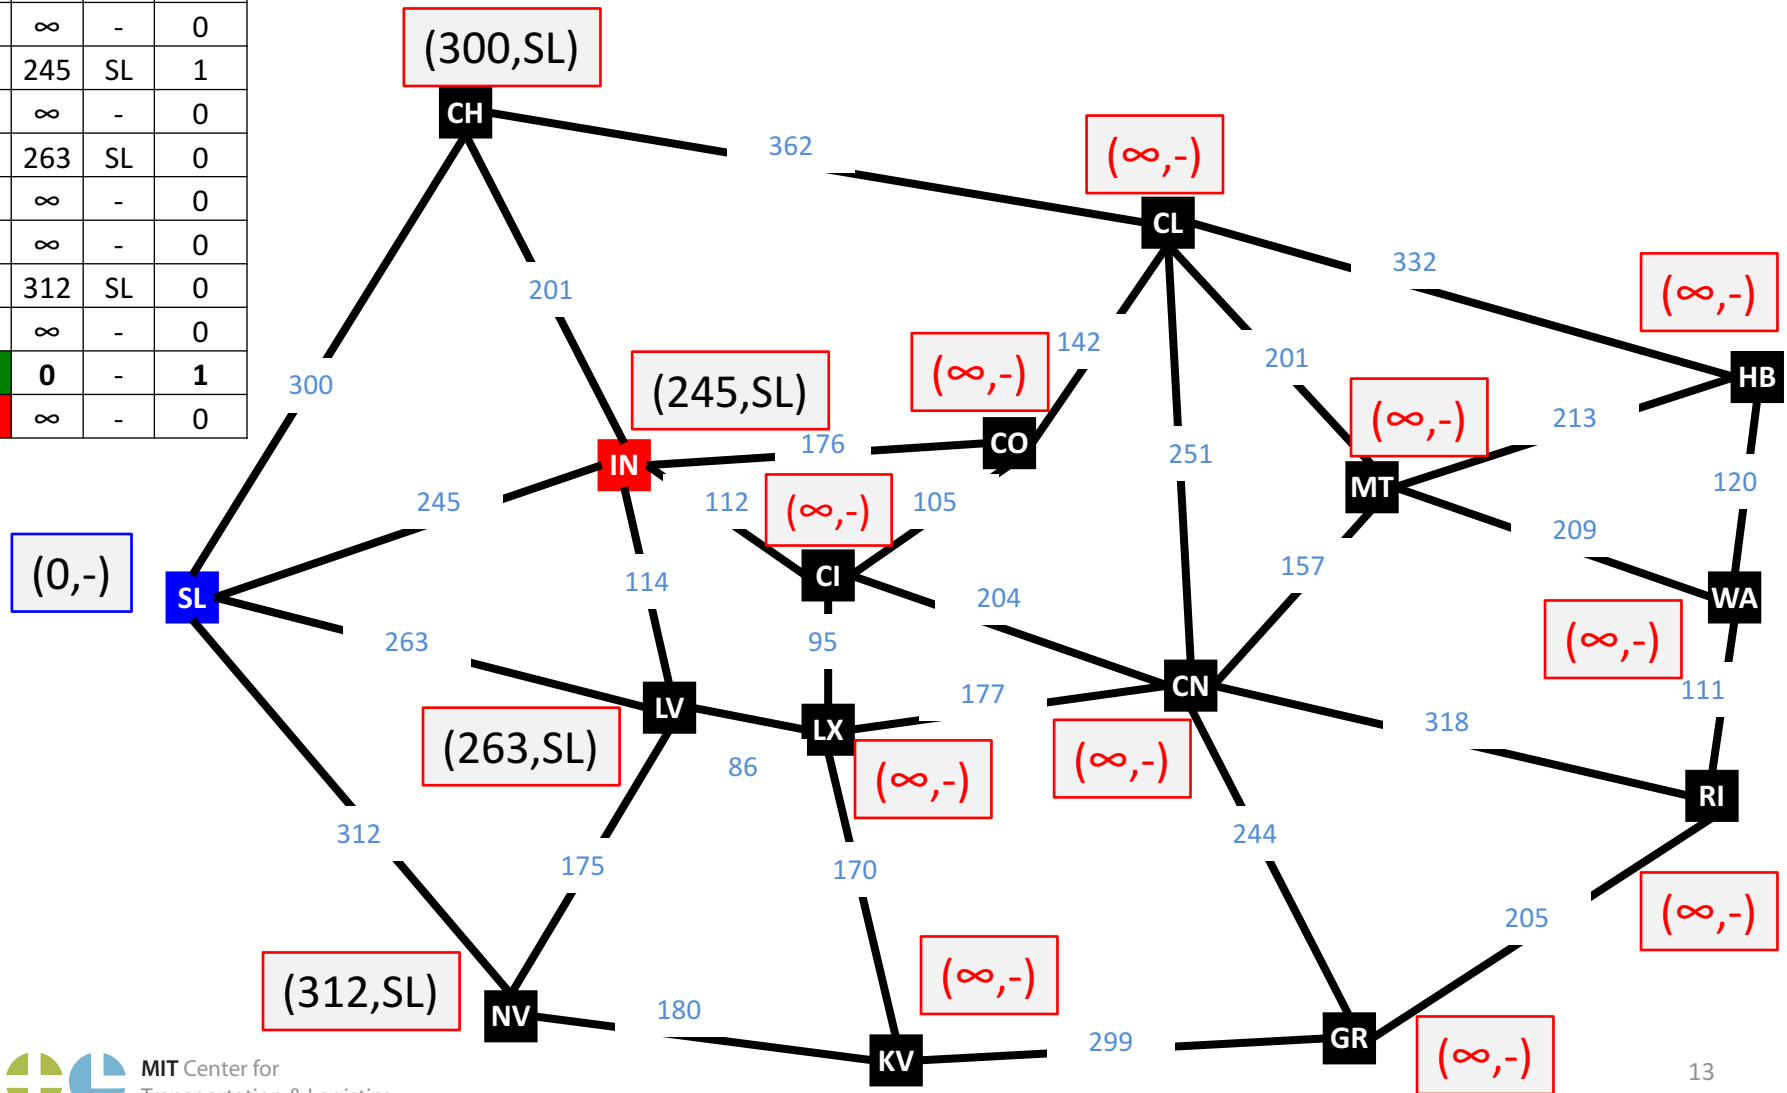 ∞ - 0
245 SL 1
∞ - 0
263 SL 0
∞ - 0
∞ - 0
312 SL 0
∞ - 0
0 - 1
∞ - 0
(300,SL)
CH
362
(∞,-)
CL
332
(∞,-)
HB
201
300
(245,SL)
IN
176
(∞,-)
CO
142
201
(∞,-)
MT
213
251
120
245
112
(∞,-)
105
CI
209
(0,-)
SL
114
204
157
WA
(∞,-)
263
95
LV
(263,SL)
86
LX
(∞,-)
177
CN
(∞,-)
318
111
RI
(∞,-)
312
175
170
244
205
(312,SL)
NV
180
(∞,-)
KV
299
GR
(∞,-)
MIT Center for
Transportation & Logistics
13